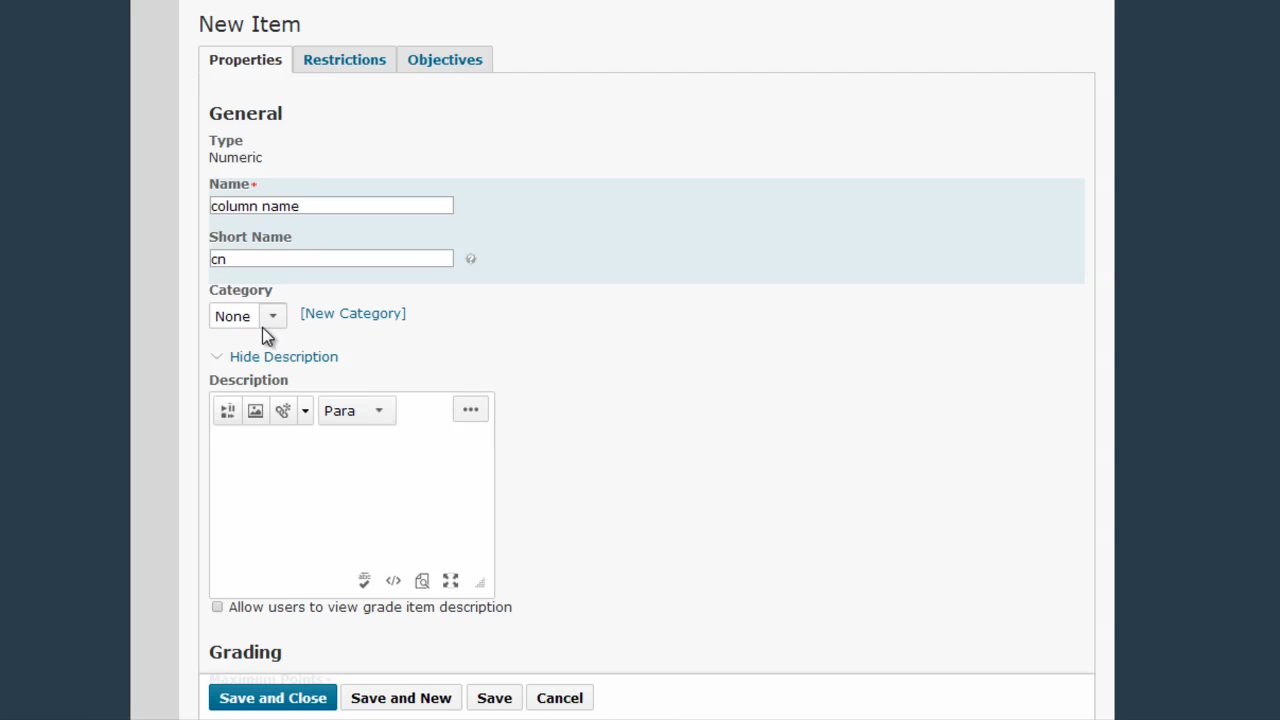 New Item
Properties Restrictions Objectives
General
Type
Numeric
Name*
column name
Short Name
cn
Category
None [New Category]
Hide Description
Description
Para
Allow users to view grade item description
Grading
Maximum Points*
Save and Close Save and New Save Cancel